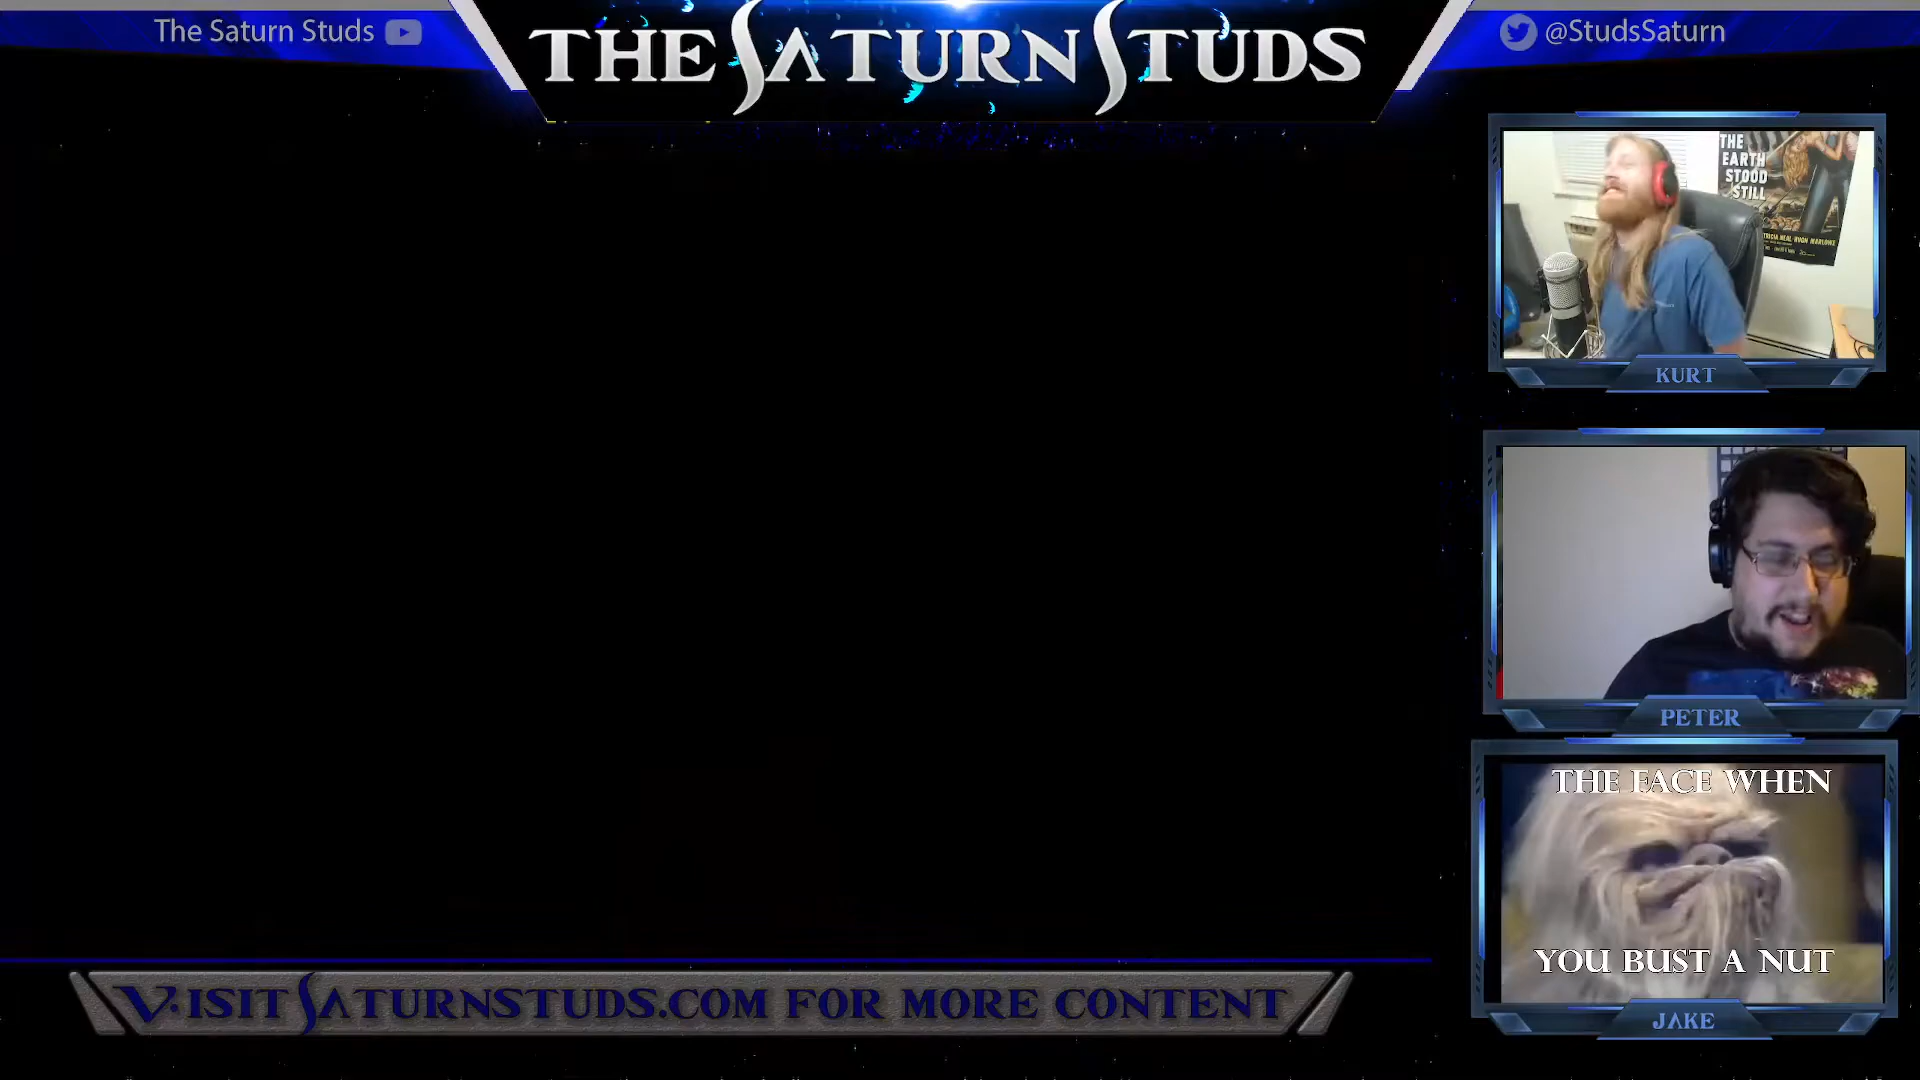 The Saturn Studs
THE SATURN STUDS
@StudsSaturn
THE
EARTH
STOOD
STILL
KURT
PETER
THE FACE WHEN
YOU BUST A NUT
JAKE
VISIT SATURNSTUDS.COM FOR MORE CONTENT